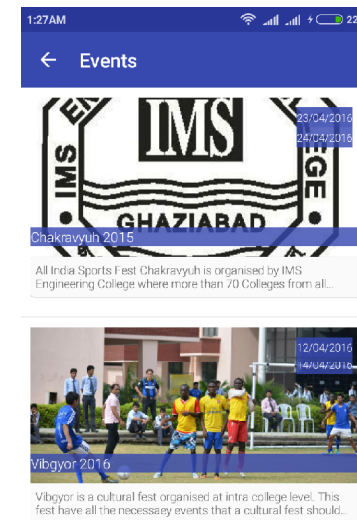 1:27AM
22
Events
IMS
IMS
GHAZIABAD
23/04/2016
24/04/2016
Chakravyuh 2015
All India Sports Fest Chakravyuh is organised by IMS
Engineering College where more than 70 Colleges from all...
12/04/2016
14/04/2016
Vibgyor 2016
Vibgyor is a cultural fest organised at intra college level. This
fest have all the necessaey events that a cultural fest should...